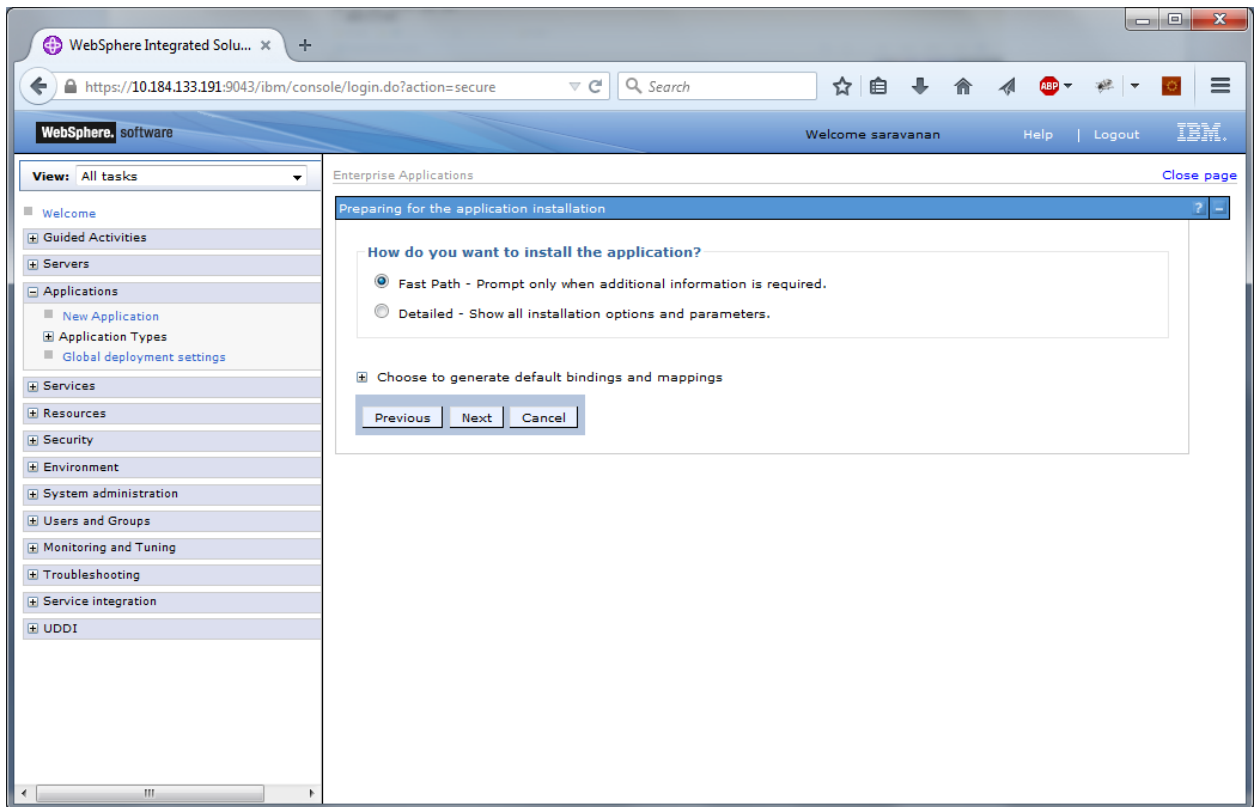 WebSphere Integrated Solu...
https://10.184.133.191:9043/ibm/console/login.do?action=secure
Search
ABP
WebSphere. software
Welcome saravanan
Help | Logout
IBM.
View: All tasks
Welcome
Guided Activities
Servers
Applications
New Application
Application Types
Global deployment settings
Services
Resources
Security
Environment
System administration
Users and Groups
Monitoring and Tuning
Troubleshooting
Service integration
UDDI
Enterprise Applications
Close page
Preparing for the application installation
? -
How do you want to install the application?
Fast Path - Prompt only when additional information is required.
Detailed - Show all installation options and parameters.
Choose to generate default bindings and mappings
Previous Next Cancel